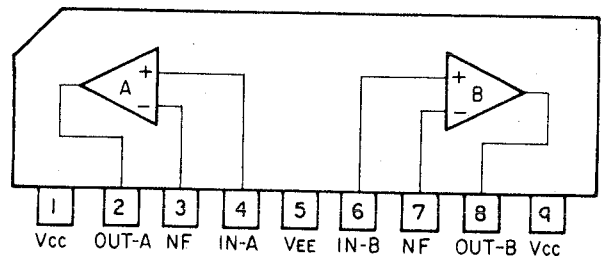 + A −
+ B −
1 2 3 4 5 6 7 8 9
Vcc OUT-A NF IN-A VEE IN-B NF OUT-B Vcc